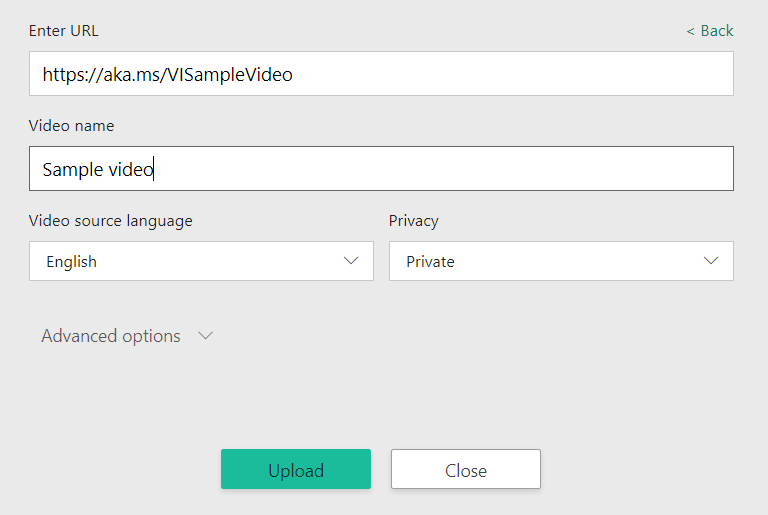 Enter URL
< Back
https://aka.ms/VISampleVideo
Video name
Sample video
Video source language
Privacy
English
Private
Advanced options
Upload
Close